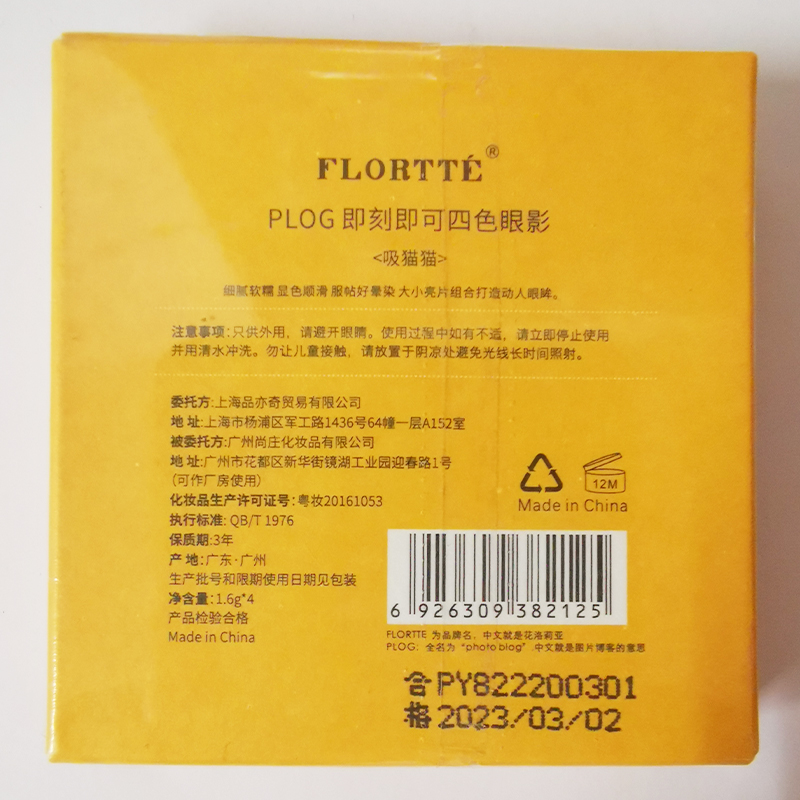 FLORTTÉ®
PLOG 即刻即可四色眼影
<吸猫猫>
细腻软糯 显色顺滑 服帖好晕染 大小亮片组合打造动人眼眸。
注意事项:只供外用，请避开眼睛。使用过程中如有不适，请立即停止使用
并用清水冲洗。勿让儿童接触，请放置于阴凉处避免光线长时间照射。
委托方:上海品亦奇贸易有限公司
地 址:上海市杨浦区军工路1436号64幢一层A152室
被委托方:广州尚庄化妆品有限公司
地 址:广州市花都区新华街镜湖工业园迎春路1号
(可作厂房使用)
化妆品生产许可证号: 粤妆20161053
执行标准: QB/T 1976
保质期:3年
产 地:广东·广州
生产批号和限期使用日期见包装
净含量: 1.6g*4
产品检验合格
Made in China
12M
Made in China
6 926309 382125
FLORTTE 为品牌名，中文就是花洛莉亚
PLOG: 全名为 "photo blog" ,中文就是图片博客的意思
合 PY822200301
格 2023/03/02